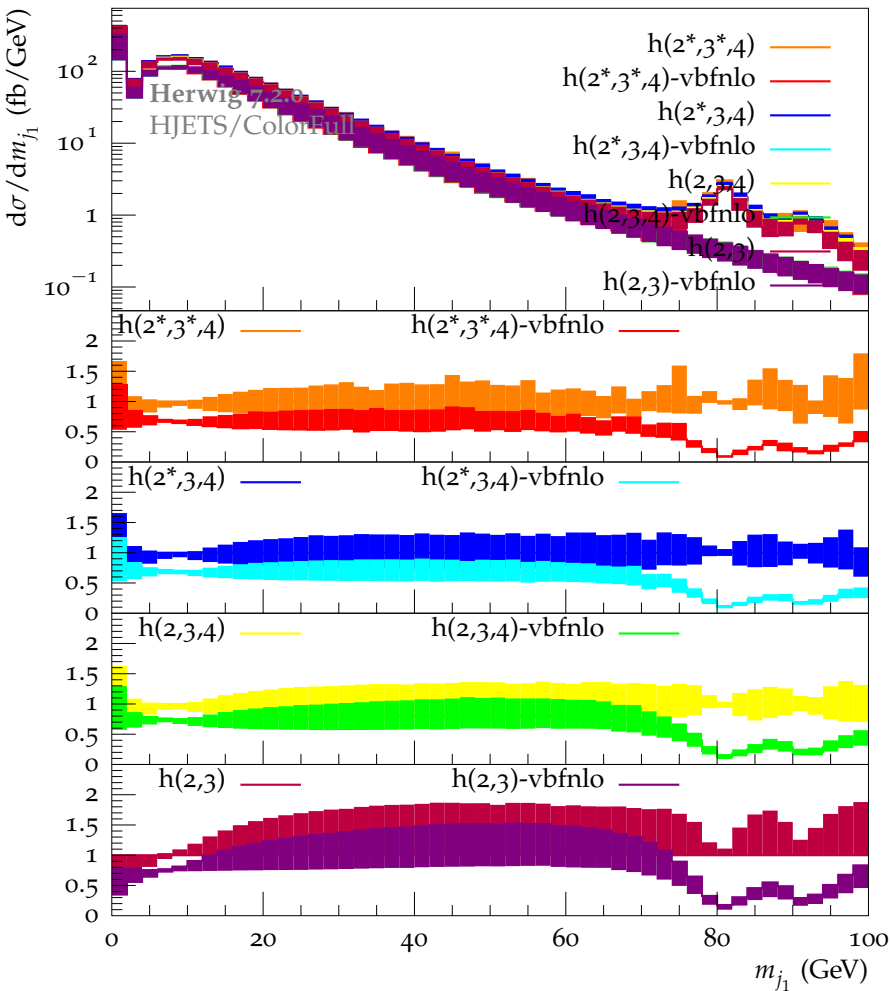 dσ/dm_{j_1} (fb/GeV)
10^2
10^1
1
10^{-1}
Herwig 7.2.0
HJETS/ColorFull
h(2*,3*,4)
h(2*,3*,4)-vbfnlo
h(2*,3,4)
h(2*,3,4)-vbfnlo
h(2,3,4)
h(2,3,4)-vbfnlo
h(2,3)
h(2,3)-vbfnlo
h(2*,3*,4) h(2*,3*,4)-vbfnlo
2
1.5
1
0.5
0
h(2*,3,4) h(2*,3,4)-vbfnlo
2
1.5
1
0.5
0
h(2,3,4) h(2,3,4)-vbfnlo
2
1.5
1
0.5
0
h(2,3) h(2,3)-vbfnlo
2
1.5
1
0.5
0
0 20 40 60 80 100
m_{j_1} (GeV)